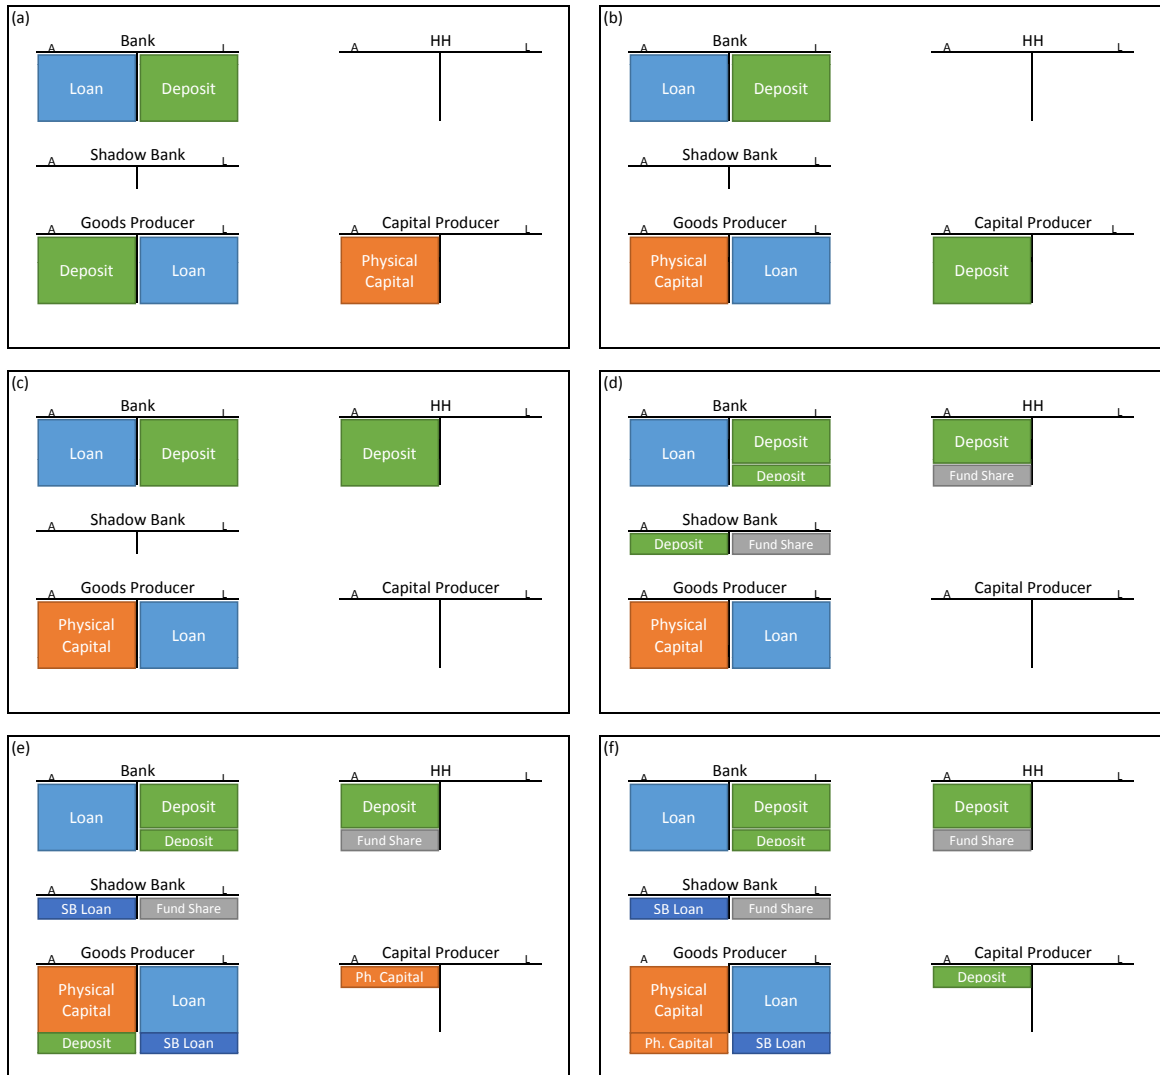 (a)
Bank
A L
Loan Deposit
HH
A L
Shadow Bank
A L
Goods Producer
A L
Deposit Loan
Capital Producer
A L
Physical
Capital
(b)
Bank
A L
Loan Deposit
HH
A L
Shadow Bank
A L
Goods Producer
A L
Physical
Capital
Loan
Capital Producer
A L
Deposit
(c)
Bank
A L
Loan Deposit
HH
A L
Deposit
Shadow Bank
A L
Goods Producer
A L
Physical
Capital
Loan
Capital Producer
A L
(d)
Bank
A L
Loan Deposit
Deposit
HH
A L
Deposit
Fund Share
Shadow Bank
A L
Deposit Fund Share
Goods Producer
A L
Physical
Capital
Loan
Capital Producer
A L
(e)
Bank
A L
Loan Deposit
Deposit
HH
A L
Deposit
Fund Share
Shadow Bank
A L
SB Loan Fund Share
Goods Producer
A L
Physical
Capital
Loan
Deposit SB Loan
Capital Producer
A L
Ph. Capital
(f)
Bank
A L
Loan Deposit
Deposit
HH
A L
Deposit
Fund Share
Shadow Bank
A L
SB Loan Fund Share
Goods Producer
A L
Physical
Capital
Loan
Ph. Capital SB Loan
Capital Producer
A L
Deposit